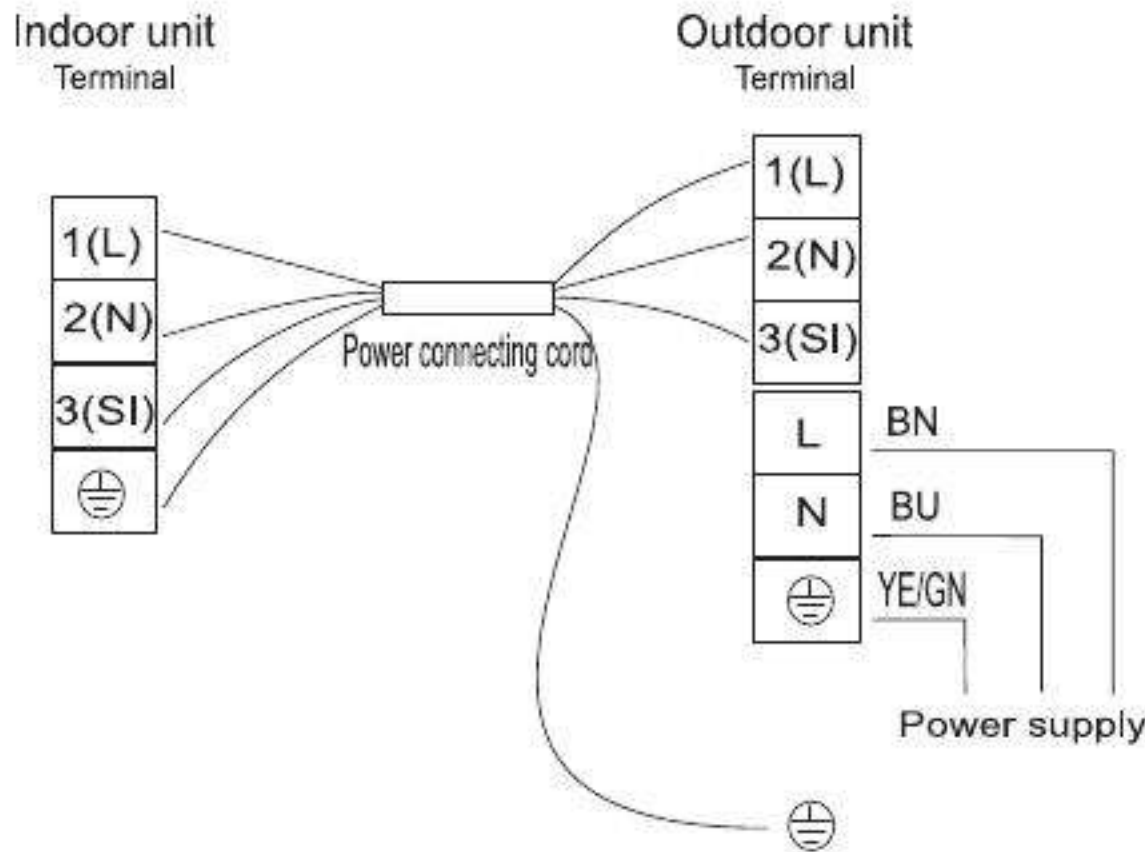 Indoor unit
Terminal
1(L)
2(N)
3(SI)
Power connecting cord
Outdoor unit
Terminal
1(L)
2(N)
3(SI)
L
N
BN
BU
YE/GN
Power supply